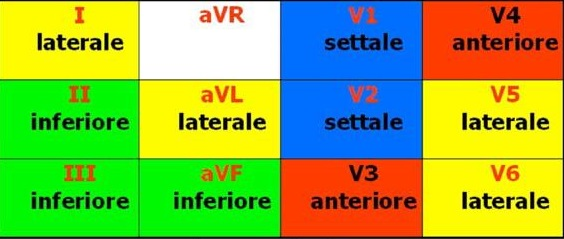 I
laterale
aVR
V1
settale
V4
anteriore
II
inferiore
aVL
laterale
V2
settale
V5
laterale
III
inferiore
aVF
inferiore
V3
anteriore
V6
laterale